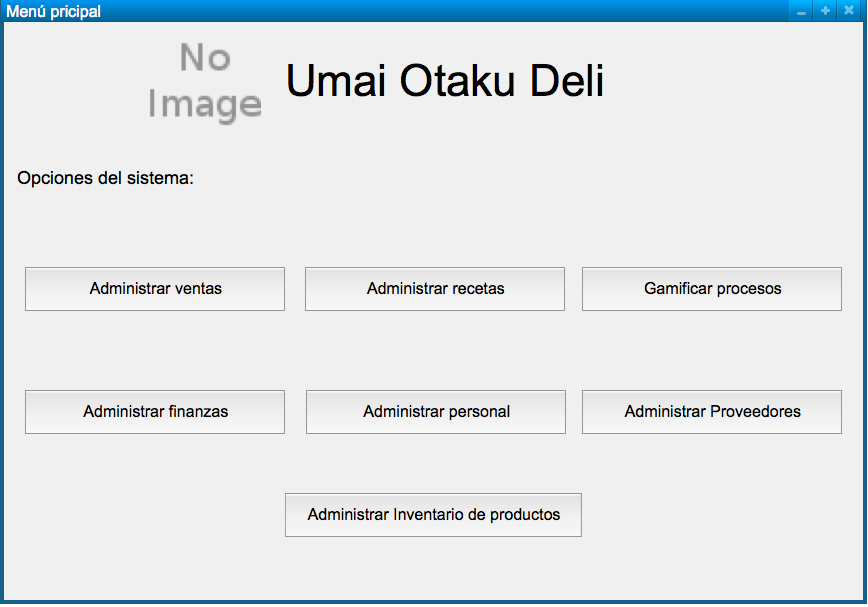 Menú pricipal
No
Image
Umai Otaku Deli
Opciones del sistema:
Administrar ventas
Administrar recetas
Gamificar procesos
Administrar finanzas
Administrar personal
Administrar Proveedores
Administrar Inventario de productos